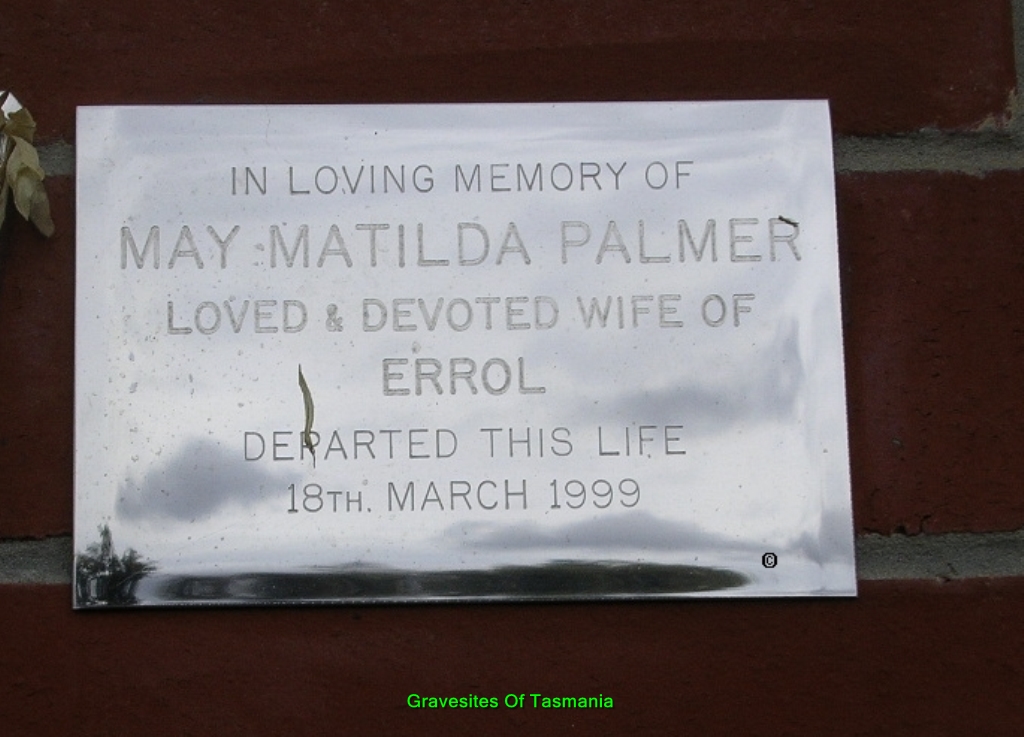 IN LOVING MEMORY OF
MAY MATILDA PALMER
LOVED & DEVOTED WIFE OF
ERROL
DEPARTED THIS LIFE
18TH. MARCH 1999
©
Gravesites Of Tasmania